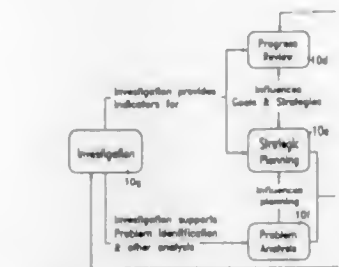 Progress
Review
10d
Investigation provides
Indicators for
Influences
Goals & Strategies
10e
Strategic
Planning
Investigation
10g
Influences
planning
Investigation supports
Problem Identification
& other analysis
10f
Problem
Analysis